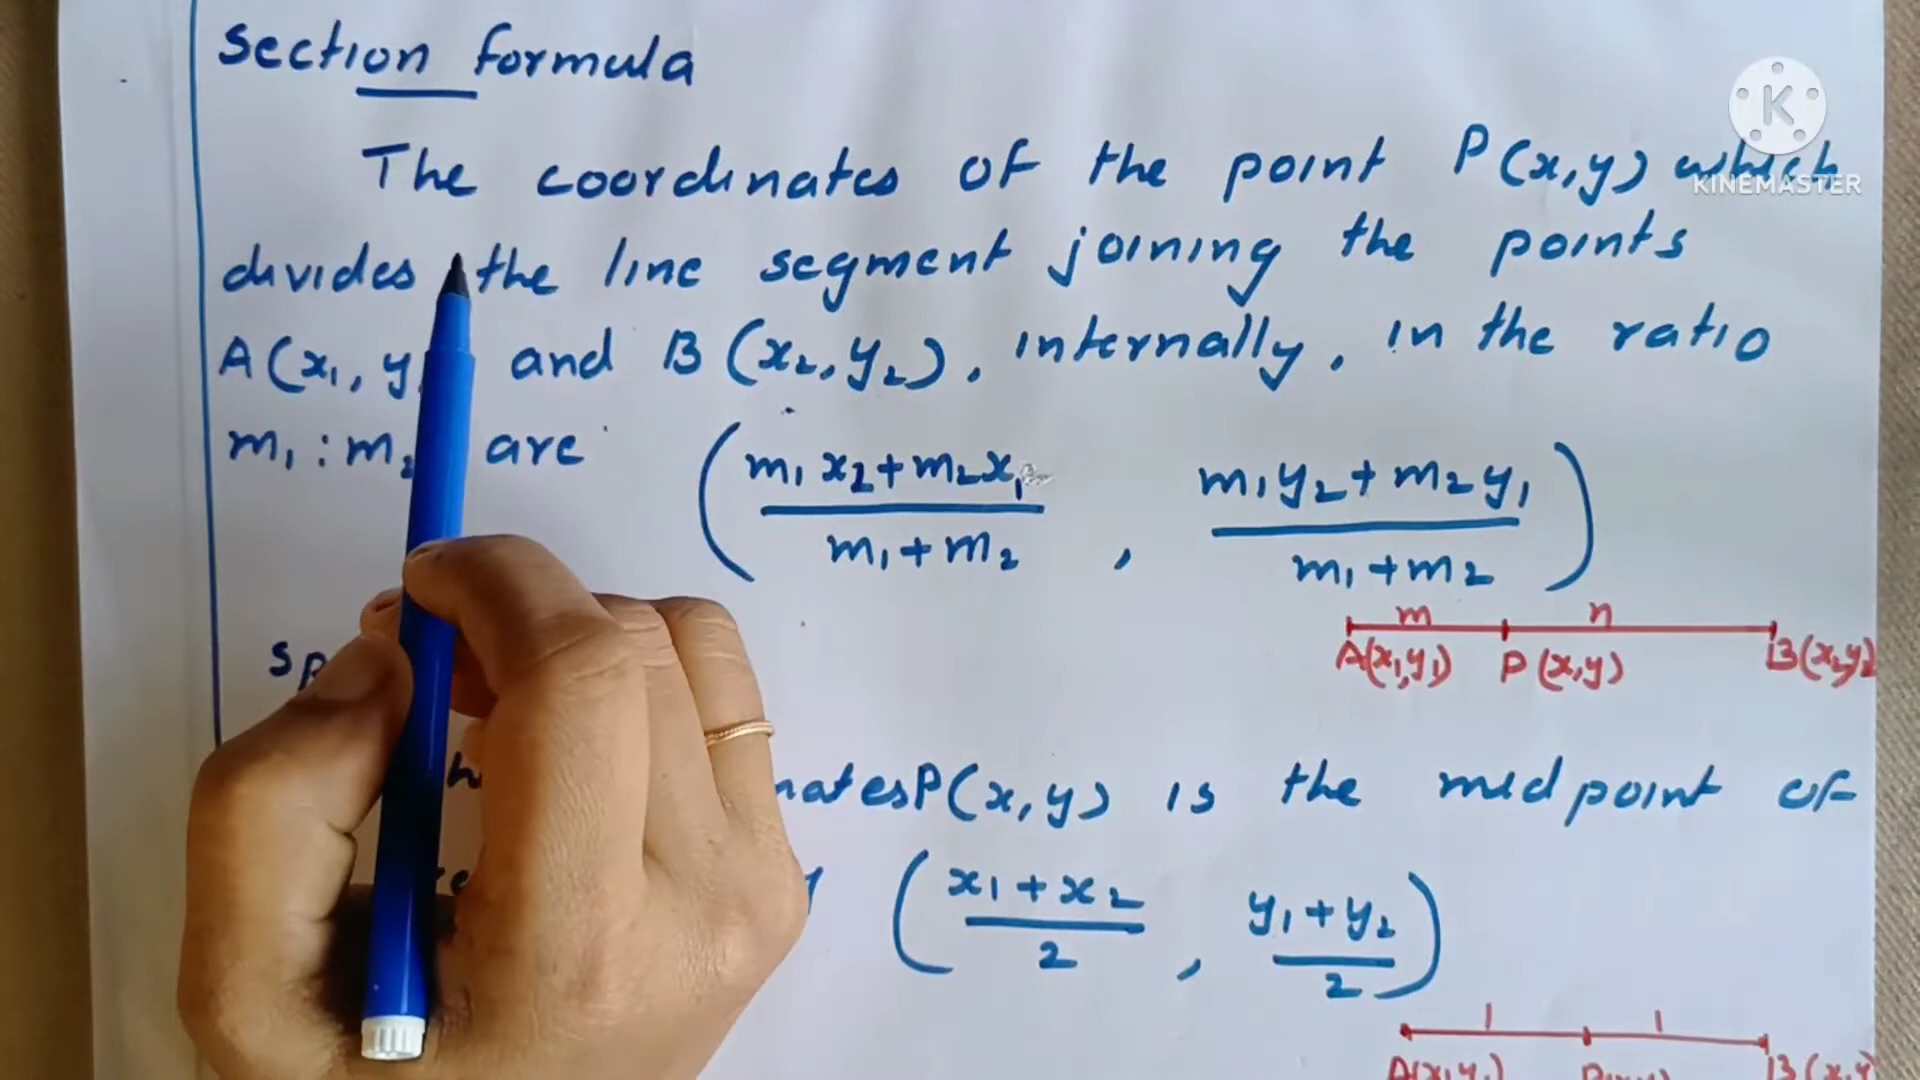 section formula
The coordinates of the point P(x,y) which
divides the line segment joining the points
A(x₁, y and B(x₂,y₂), internally, in the ratio
m₁:m₂ are (m₁x₂+m₂x₁ / m₁+m₂ , m₁y₂+m₂y₁ / m₁+m₂)
m n
A(x₁,y₁) P(x,y) B(x₂,y₂)
P(x,y) is the midpoint of
(x₁+x₂ / 2 , y₁+y₂ / 2)
1 1
K
KINEMASTER